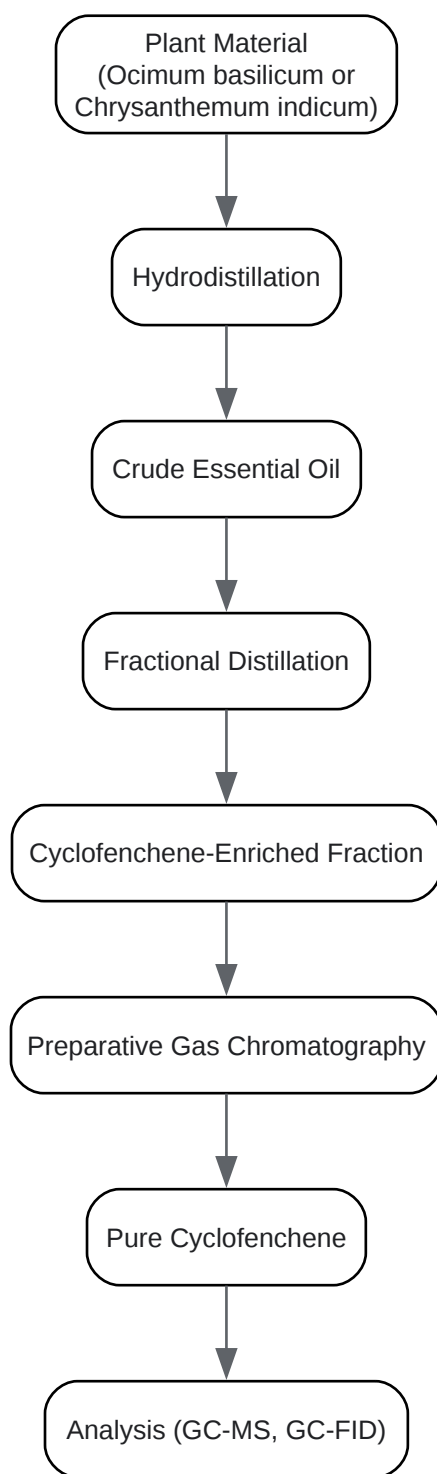 Plant Material
(Ocimum basilicum or
Chrysanthemum indicum)
Hydrodistillation
Crude Essential Oil
Fractional Distillation
Cyclofenchene-Enriched Fraction
Preparative Gas Chromatography
Pure Cyclofenchene
Analysis (GC-MS, GC-FID)